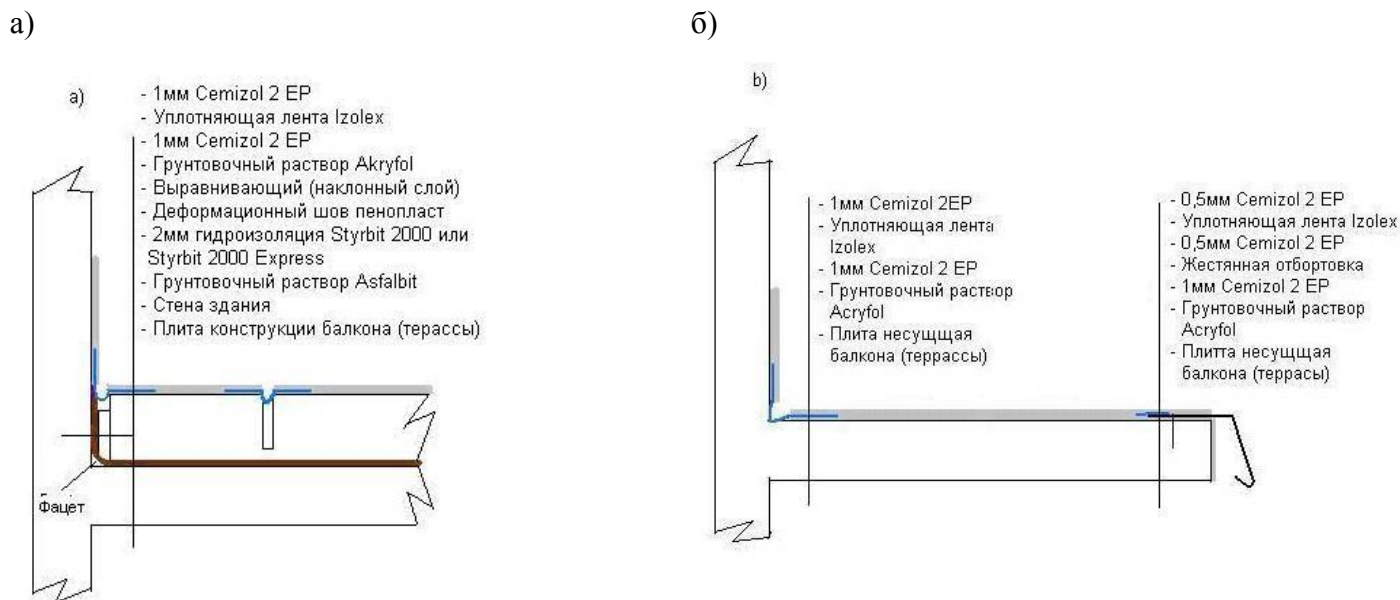 а)
б)
a)
- 1мм Cemizol 2 EP
- Уплотняющая лента Izolex
- 1мм Cemizol 2 EP
- Грунтовочный раствор Akryfol
- Выравнивающий (наклонный слой)
- Деформационный шов пенопласт
- 2мм гидроизоляция Styrbit 2000 или
Styrbit 2000 Express
- Грунтовочный раствор Asfalbit
- Стена здания
- Плита конструкции балкона (терассы)
Фацет
b)
- 1мм Cemizol 2EP
- Уплотняющая лента
Izolex
- 1мм Cemizol 2 EP
- Грунтовочный раствор
Acryfol
- Плита несущщая
балкона (террассы)
- 0,5мм Cemizol 2 EP
- Уплотняющая лента Izolex
- 0,5мм Cemizol 2 EP
- Жестянная отбортовка
- 1мм Cemizol 2 EP
- Грунтовочный раствор
Acryfol
- Плитта несущщая
балкона (террасы)